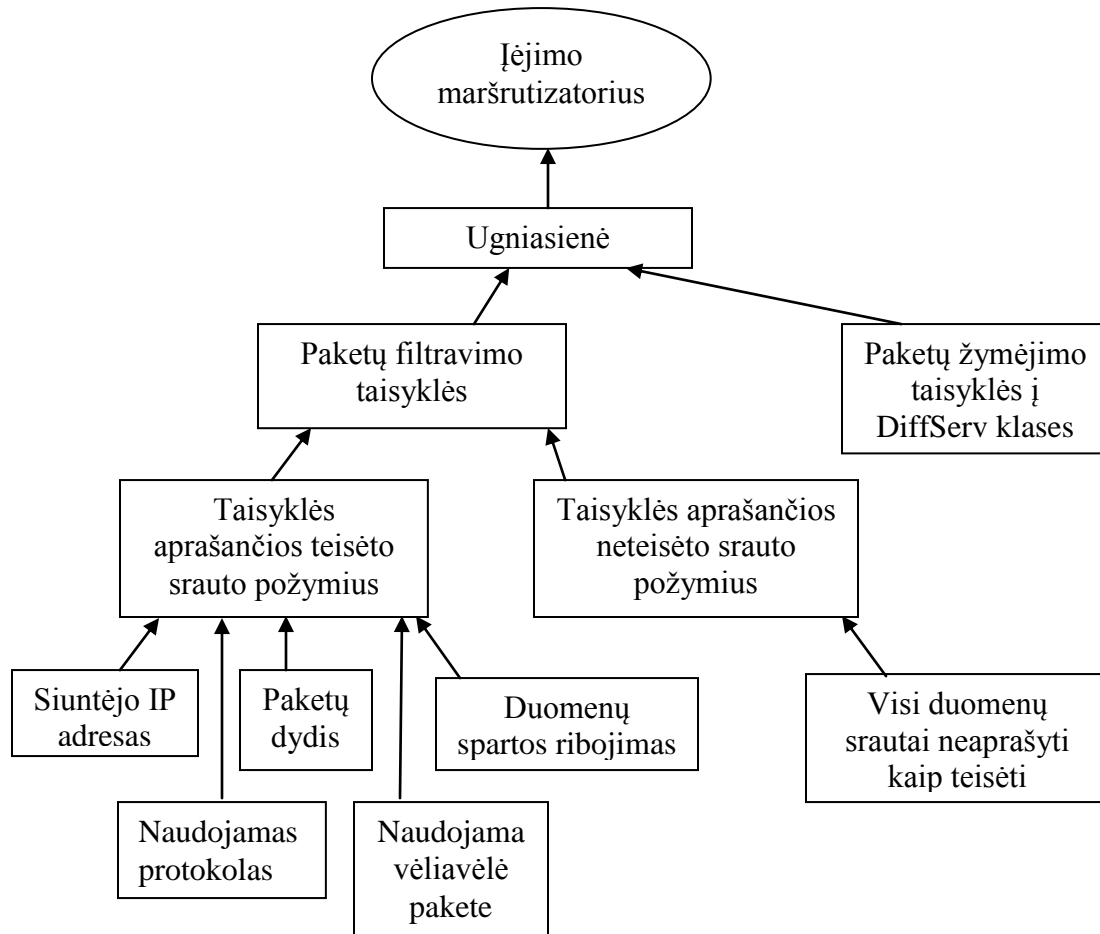 Įėjimo
maršrutizatorius
Ugniasienė
Paketų filtravimo
taisyklės
Paketų žymėjimo
taisyklės į
DiffServ klases
Taisyklės
aprašančios teisėto
srauto požymius
Taisyklės aprašančios
neteisėto srauto
požymius
Siuntėjo IP
adresas
Paketų
dydis
Duomenų
spartos ribojimas
Visi duomenų
srautai neaprašyti
kaip teisėti
Naudojamas
protokolas
Naudojama
vėliavėlė
pakete